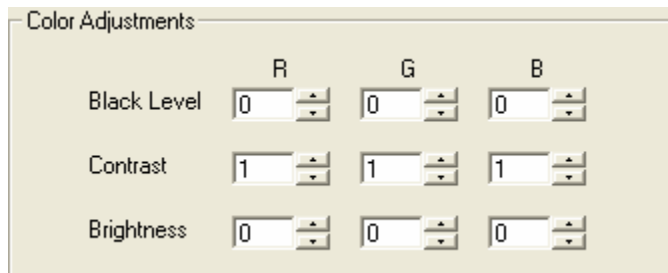 Color Adjustments
R G B
Black Level 0 0 0
Contrast 1 1 1
Brightness 0 0 0